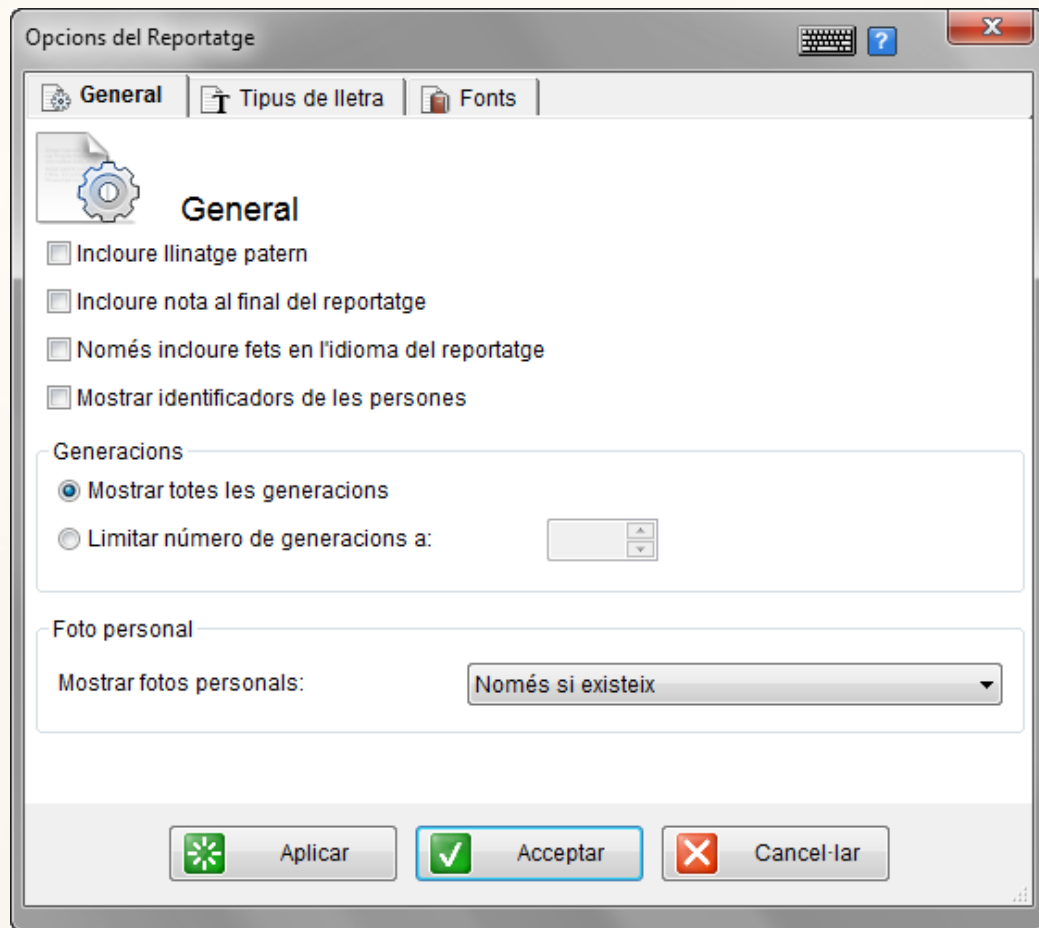 Opcions del Reportatge
General
Tipus de lletra
Fonts
General
Incloure llinatge patern
Incloure nota al final del reportatge
Només incloure fets en l'idioma del reportatge
Mostrar identificadors de les persones
Generacions
Mostrar totes les generacions
Limitar número de generacions a:
Foto personal
Mostrar fotos personals:
Només si existeix
Aplicar
Acceptar
Cancel·lar